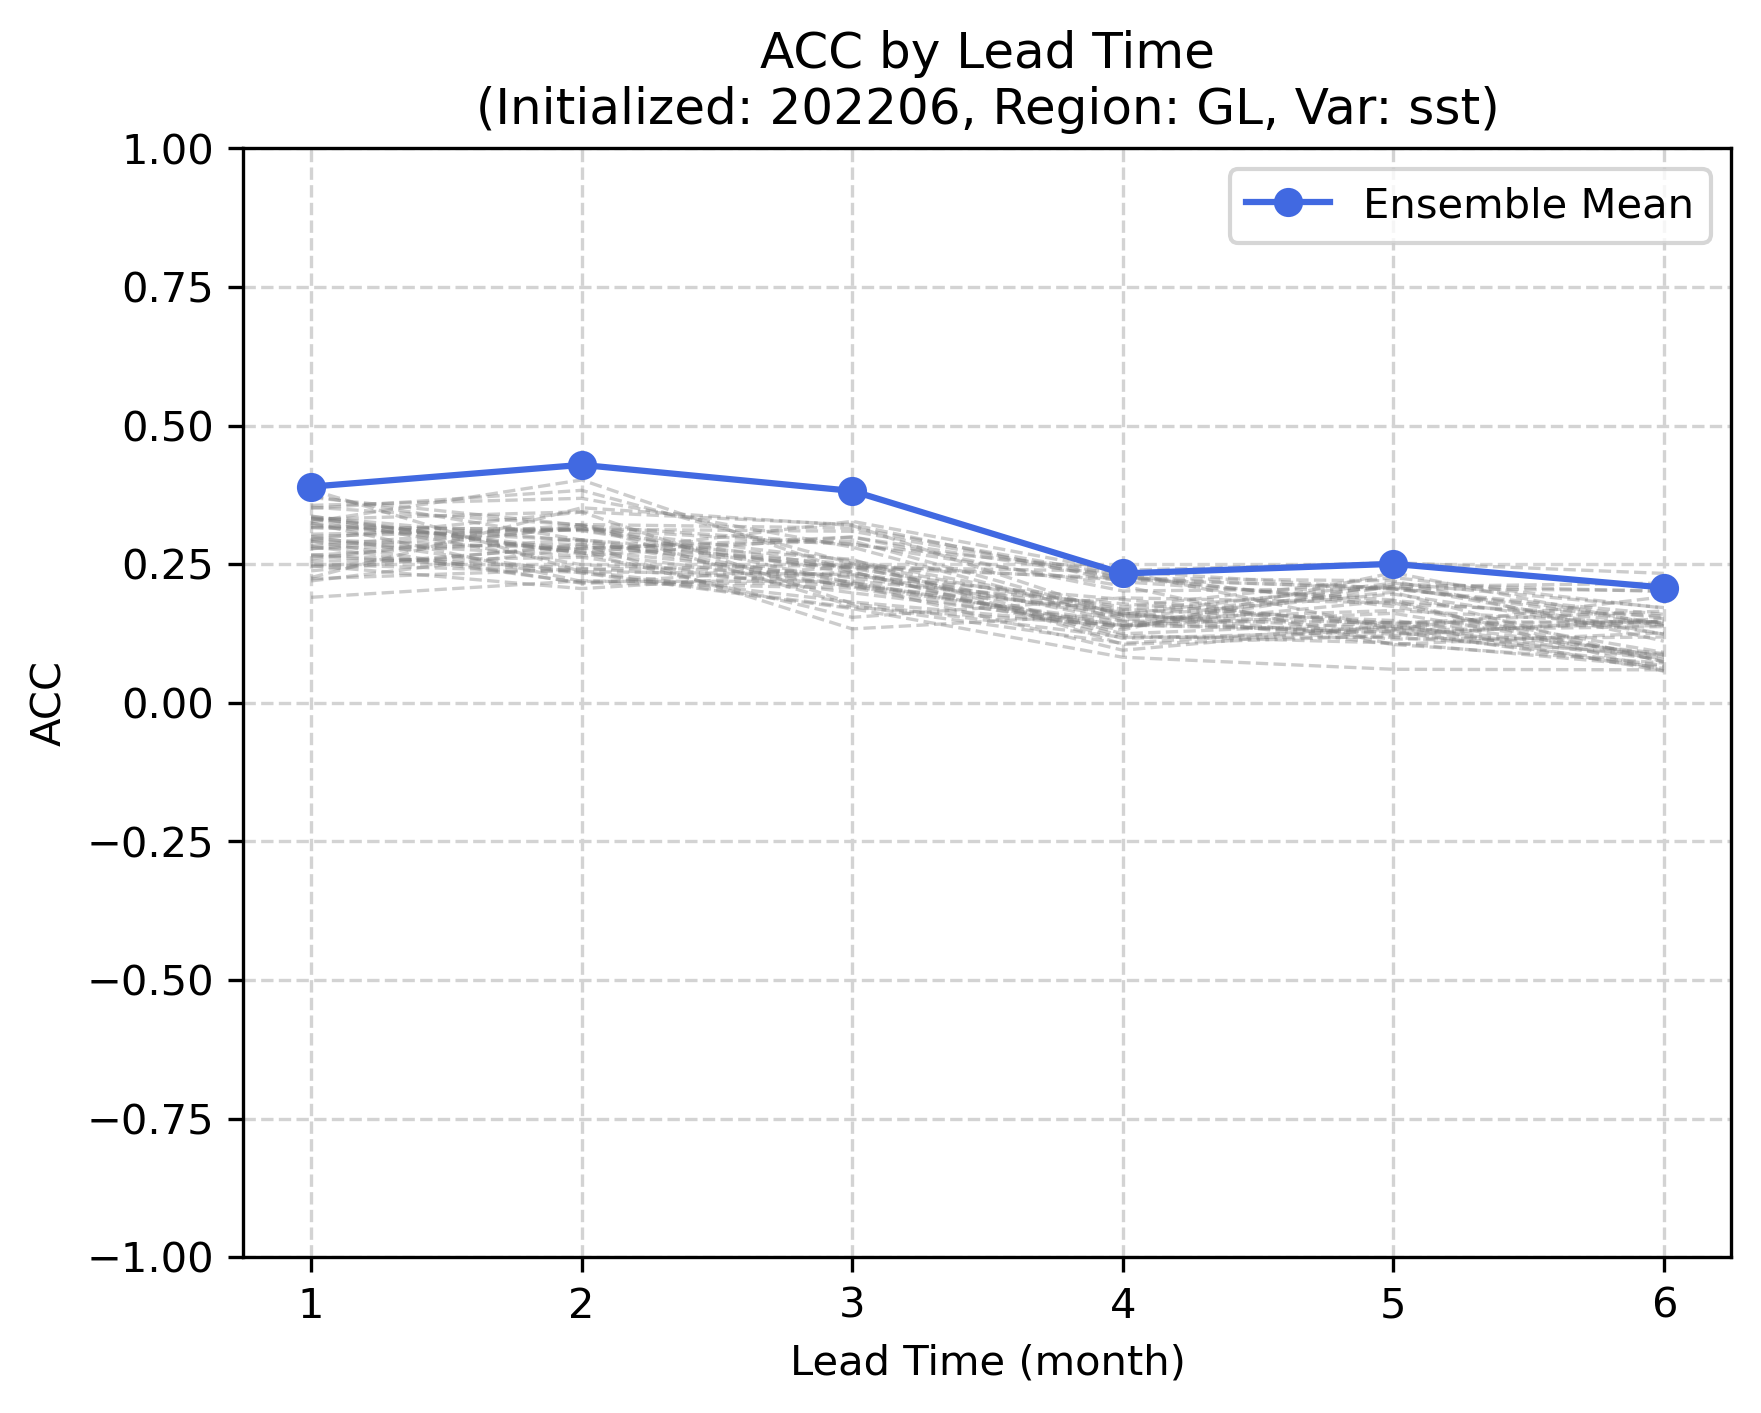 ACC by Lead Time
(Initialized: 202206, Region: GL, Var: sst)
Ensemble Mean
1.00
0.75
0.50
0.25
0.00
−0.25
−0.50
−0.75
−1.00
ACC
1 2 3 4 5 6
Lead Time (month)